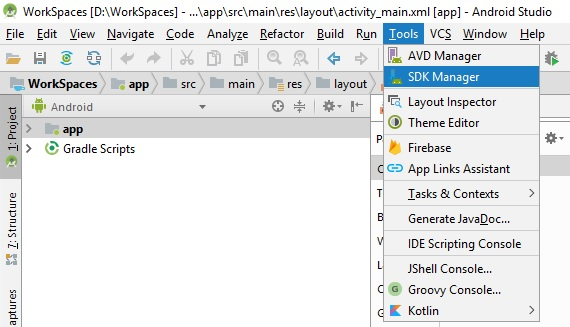 WorkSpaces [D:\WorkSpaces] - ...\app\src\main\res\layout\activity_main.xml [app] - Android Studio
File Edit View Navigate Code Analyze Refactor Build Run Tools VCS Window Help
WorkSpaces app src main res layout
Android
app
Gradle Scripts
1: Project
7: Structure
aptures
AVD Manager
SDK Manager
Layout Inspector
Theme Editor
Firebase
App Links Assistant
Tasks & Contexts
Generate JavaDoc...
IDE Scripting Console
JShell Console...
Groovy Console...
Kotlin